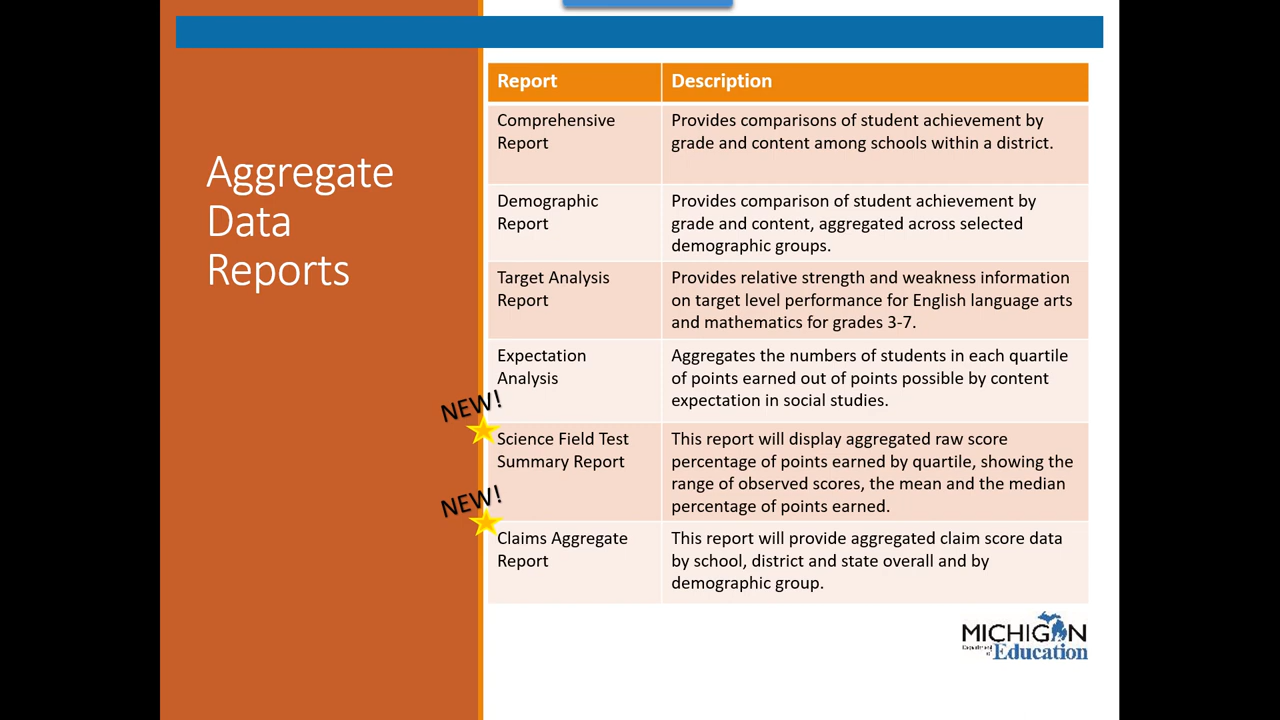 Aggregate
Data
Reports
Report
Description
Comprehensive
Report
Provides comparisons of student achievement by
grade and content among schools within a district.
Demographic
Report
Provides comparison of student achievement by
grade and content, aggregated across selected
demographic groups.
Target Analysis
Report
Provides relative strength and weakness information
on target level performance for English language arts
and mathematics for grades 3-7.
Expectation
Analysis
Aggregates the numbers of students in each quartile
of points earned out of points possible by content
expectation in social studies.
NEW!
Science Field Test
Summary Report
This report will display aggregated raw score
percentage of points earned by quartile, showing the
range of observed scores, the mean and the median
percentage of points earned.
NEW!
Claims Aggregate
Report
This report will provide aggregated claim score data
by school, district and state overall and by
demographic group.
MICHIGAN
Department
of Education